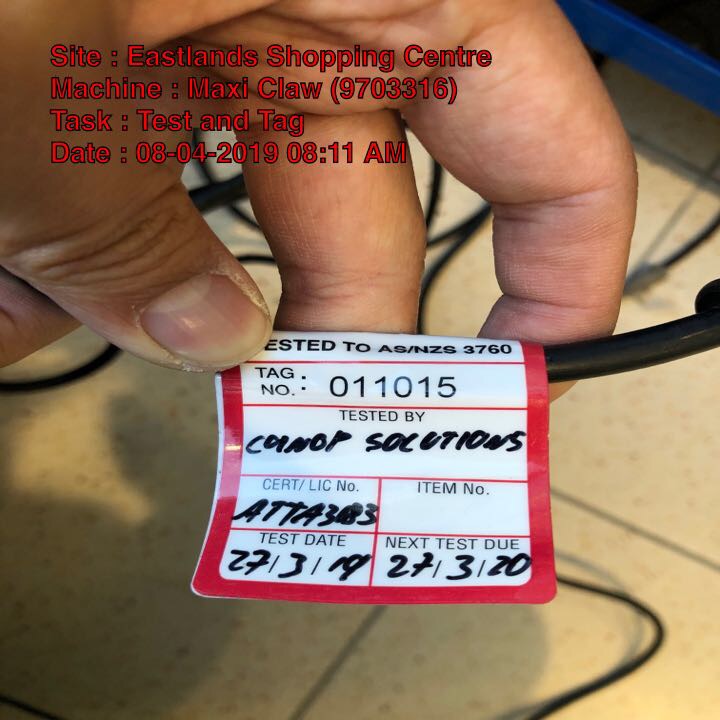 Site : Eastlands Shopping Centre
Machine : Maxi Claw (9703316)
Task : Test and Tag
Date : 08-04-2019 08:11 AM
ESTED TO AS/NZS 3760
TAG NO. : 011015
TESTED BY
COINOP SOLUTIONS
CERT/ LIC No.
ITEM No.
TEST DATE
NEXT TEST DUE
27/3/19
27/3/20